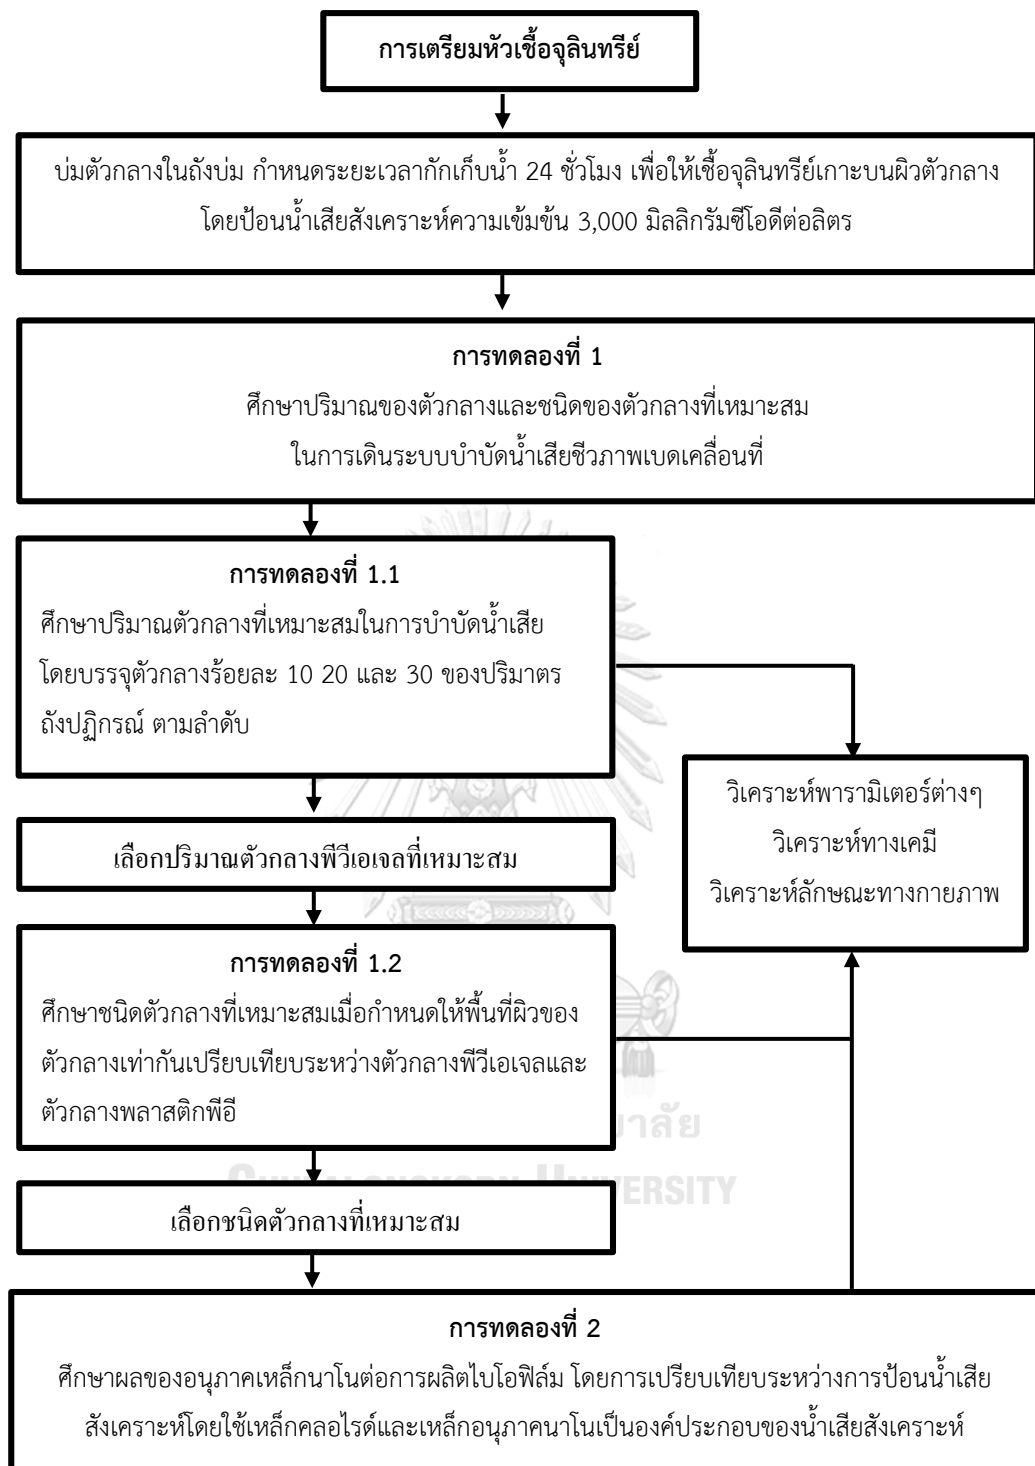 การเตรียมหัวเชื้อจุลินทรีย์
บ่มตัวกลางในถังบ่ม กำหนดระยะเวลากักเก็บน้ำ 24 ชั่วโมง เพื่อให้เชื้อจุลินทรีย์เกาะบนผิวตัวกลาง
โดยป้อนน้ำเสียสังเคราะห์ความเข้มข้น 3,000 มิลลิกรัมซีโอดีต่อลิตร
การทดลองที่ 1
ศึกษาปริมาณของตัวกลางและชนิดของตัวกลางที่เหมาะสม
ในการเดินระบบบำบัดน้ำเสียชีวภาพเบดเคลื่อนที่
การทดลองที่ 1.1
ศึกษาปริมาณตัวกลางที่เหมาะสมในการบำบัดน้ำเสีย
โดยบรรจุตัวกลางร้อยละ 10 20 และ 30 ของปริมาตร
ถังปฏิกรณ์ ตามลำดับ
วิเคราะห์พารามิเตอร์ต่างๆ
วิเคราะห์ทางเคมี
วิเคราะห์ลักษณะทางกายภาพ
เลือกปริมาณตัวกลางพีวีเอเจลที่เหมาะสม
การทดลองที่ 1.2
ศึกษาชนิดตัวกลางที่เหมาะสมเมื่อกำหนดให้พื้นที่ผิวของ
ตัวกลางเท่ากันเปรียบเทียบระหว่างตัวกลางพีวีเอเจลและ
ตัวกลางพลาสติกพีอี
เลือกชนิดตัวกลางที่เหมาะสม
การทดลองที่ 2
ศึกษาผลของอนุภาคเหล็กนาโนต่อการผลิตไบโอฟิล์ม โดยการเปรียบเทียบระหว่างการป้อนน้ำเสีย
สังเคราะห์โดยใช้เหล็กคลอไรด์และเหล็กอนุภาคนาโนเป็นองค์ประกอบของน้ำเสียสังเคราะห์